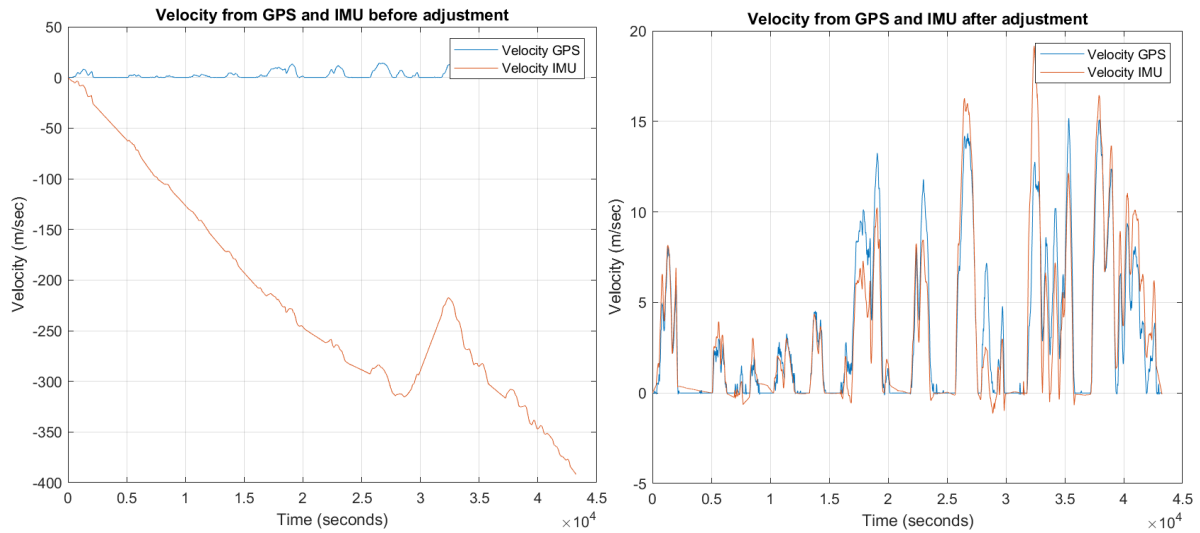 Velocity from GPS and IMU before adjustment
50
0
-50
-100
-150
-200
-250
-300
-350
-400
Velocity (m/sec)
0 0.5 1 1.5 2 2.5 3 3.5 4 4.5
×10⁴
Time (seconds)
Velocity GPS
Velocity IMU
Velocity from GPS and IMU after adjustment
20
15
10
5
0
-5
Velocity (m/sec)
0 0.5 1 1.5 2 2.5 3 3.5 4 4.5
×10⁴
Time (seconds)
Velocity GPS
Velocity IMU